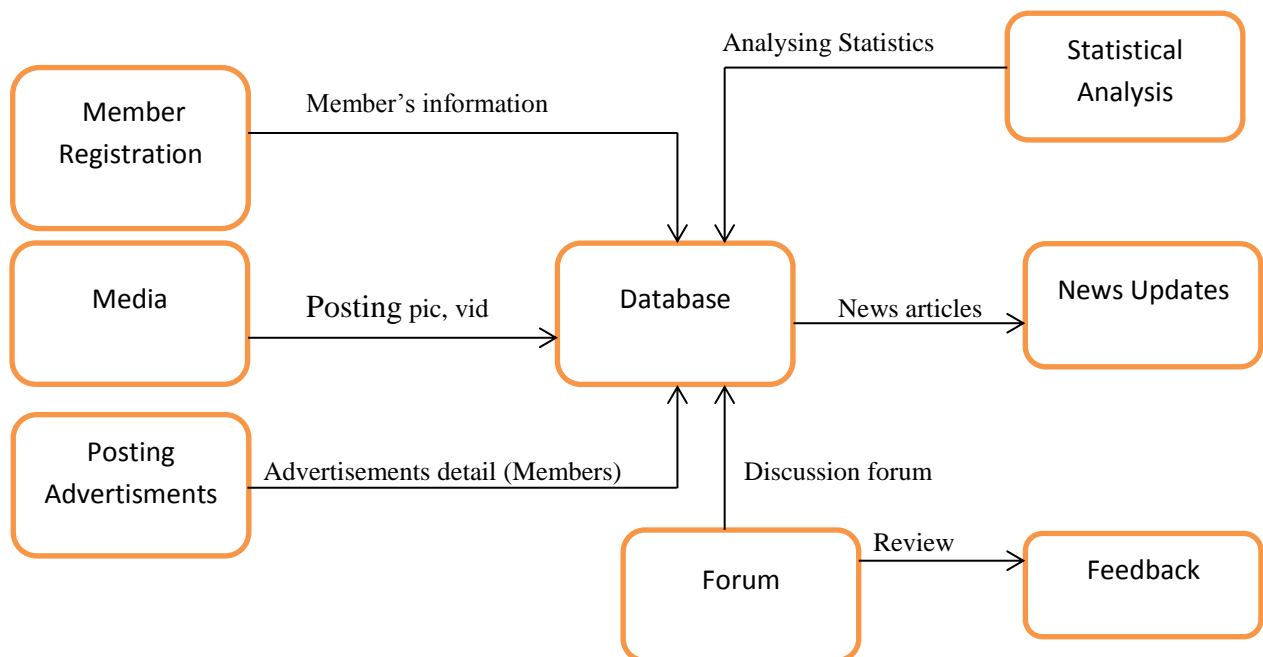 Analysing Statistics
Statistical
Analysis
Member
Registration
Member’s information
Media
Posting pic, vid
Database
News articles
News Updates
Posting
Advertisments
Advertisements detail (Members)
Discussion forum
Forum
Review
Feedback